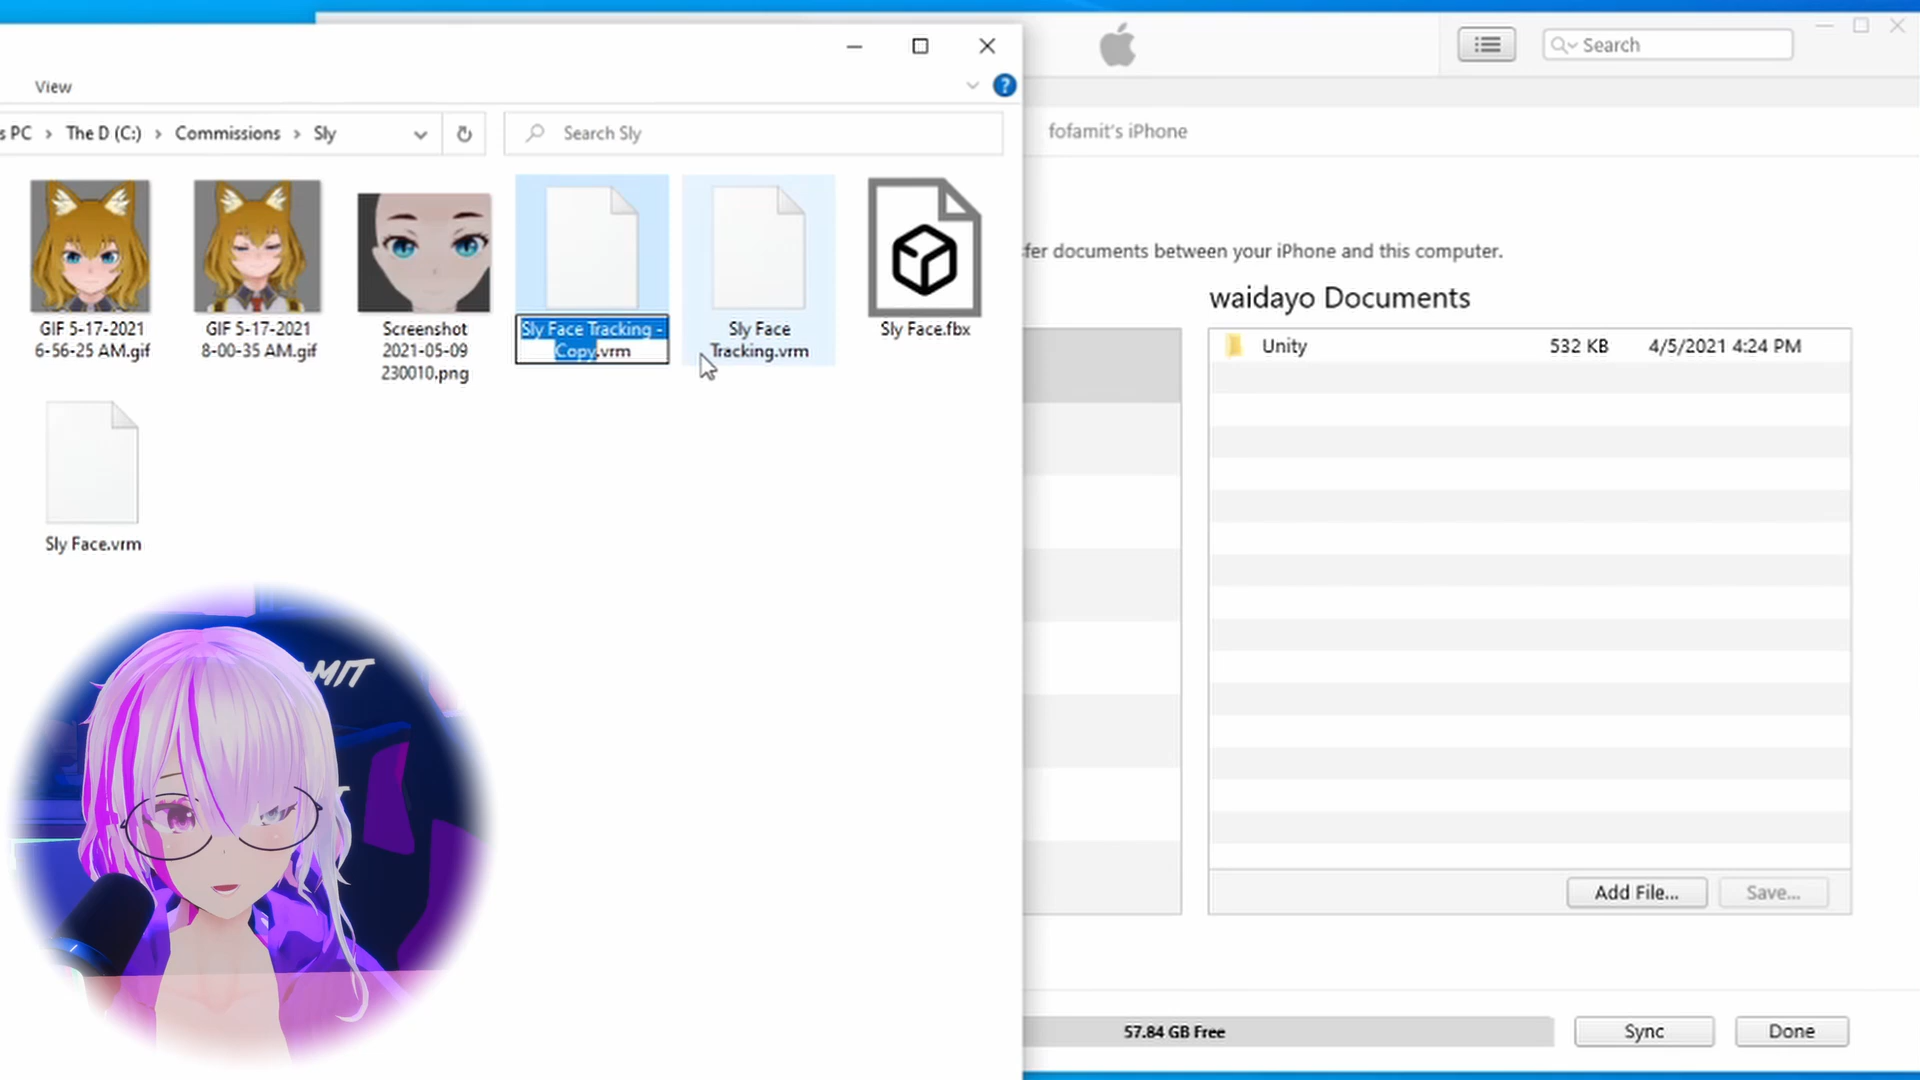 View
?
s PC > The D (C:) > Commissions > Sly
Search Sly
GIF 5-17-2021
6-56-25 AM.gif
GIF 5-17-2021
8-00-35 AM.gif
Screenshot
2021-05-09
230010.png
Sly Face Tracking -
Copy.vrm
Sly Face
Tracking.vrm
Sly Face.fbx
Sly Face.vrm
MIT
Search
fofamit's iPhone
fer documents between your iPhone and this computer.
waidayo Documents
Unity 532 KB 4/5/2021 4:24 PM
Add File... Save...
57.84 GB Free
Sync Done